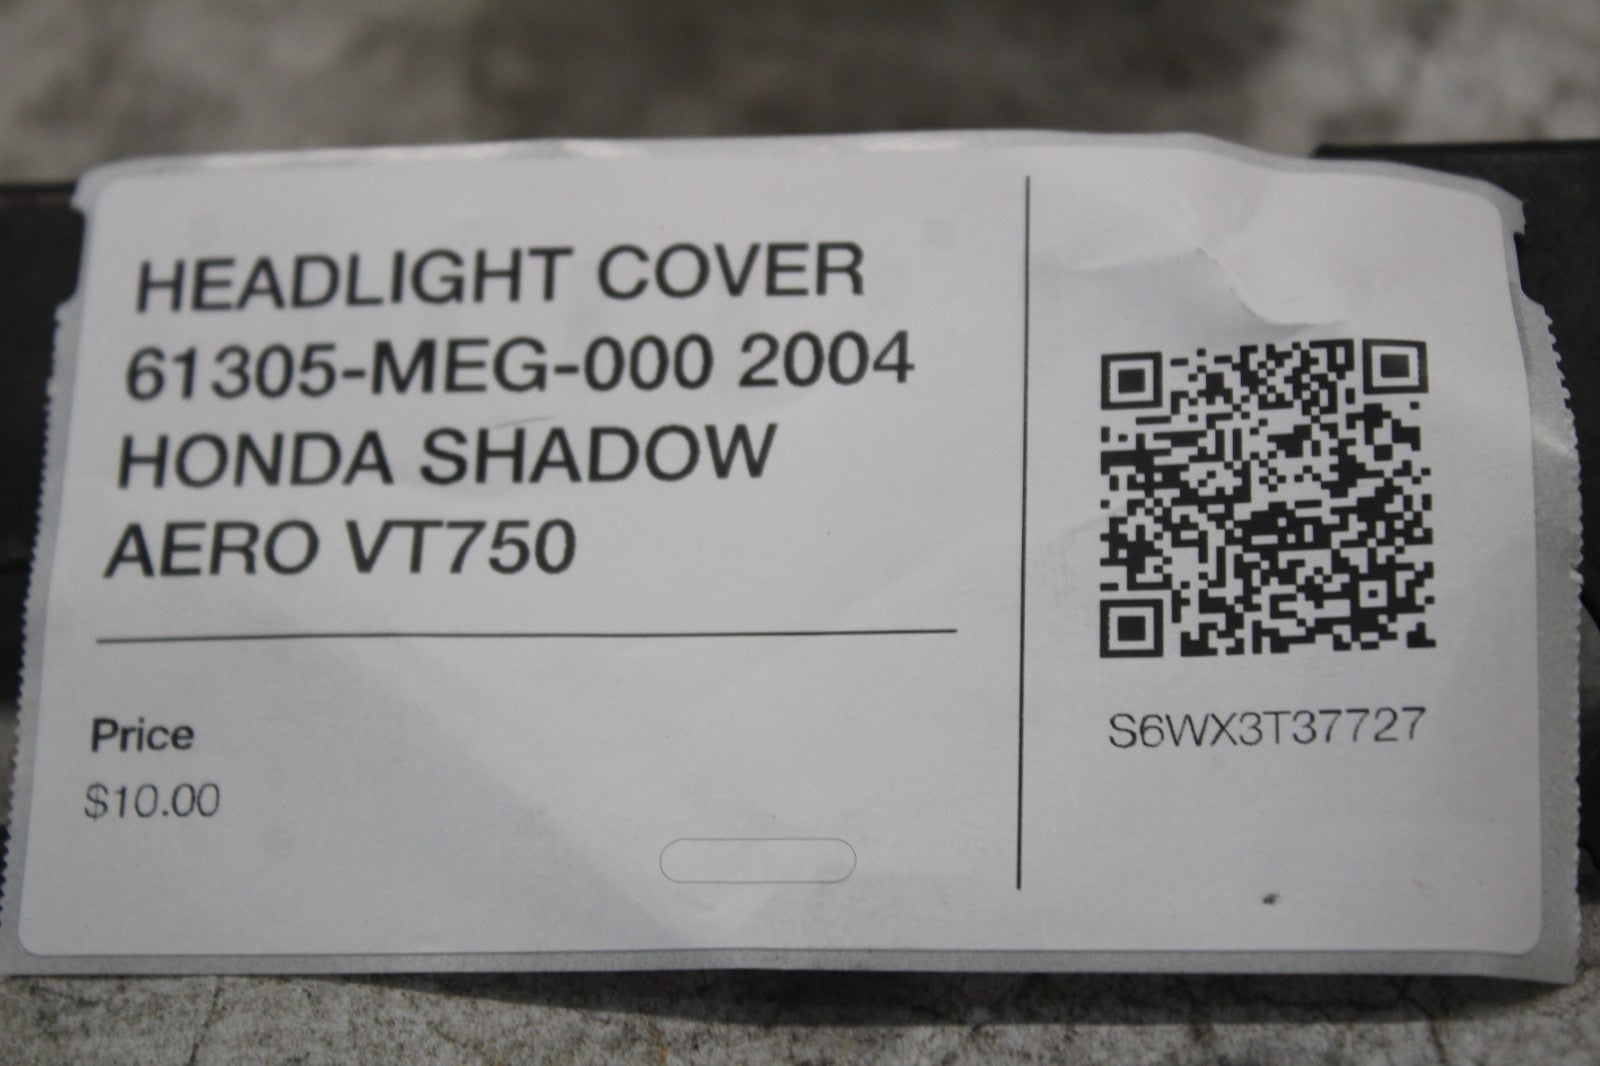 HEADLIGHT COVER
61305-MEG-000 2004
HONDA SHADOW
AERO VT750
Price
$10.00
S6WX3T37727